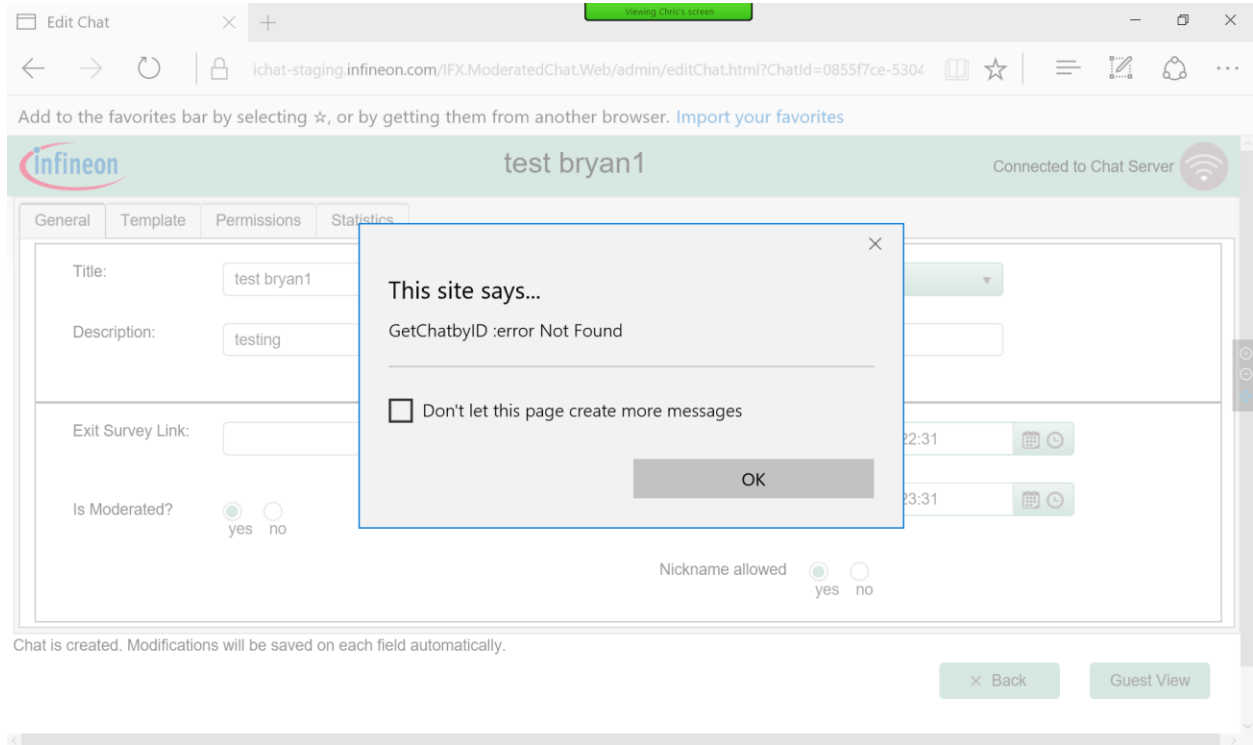 Edit Chat
Viewing Chris's screen
ichat-staging.infineon.com/IFX.ModeratedChat.Web/admin/editChat.html?ChatId=0855f7ce-5304
Add to the favorites bar by selecting ☆, or by getting them from another browser. Import your favorites
infineon
test bryan1
Connected to Chat Server
General Template Permissions Statistics
Title:
test bryan1
This site says...
GetChatbyID :error Not Found
Description:
testing
Don't let this page create more messages
OK
Exit Survey Link:
22:31
Is Moderated?
yes no
23:31
Nickname allowed
yes no
Chat is created. Modifications will be saved on each field automatically.
× Back
Guest View